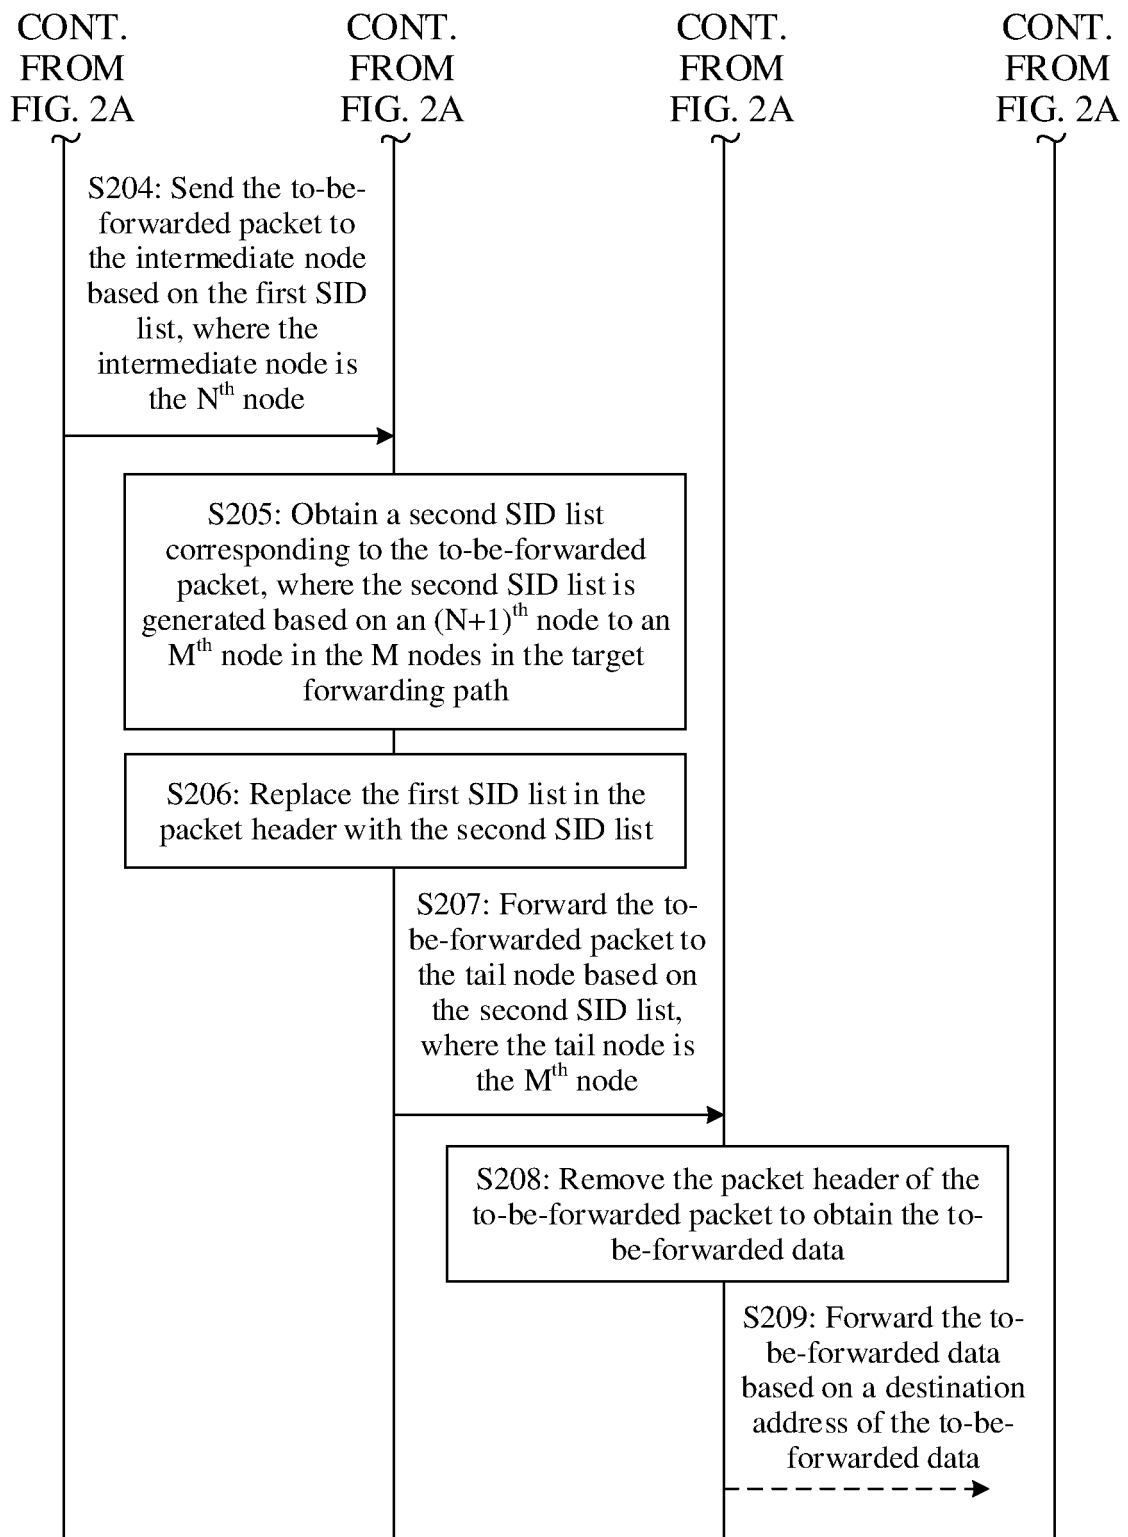 CONT.
FROM
FIG. 2A
CONT.
FROM
FIG. 2A
CONT.
FROM
FIG. 2A
CONT.
FROM
FIG. 2A
S204: Send the to-be-
forwarded packet to
the intermediate node
based on the first SID
list, where the
intermediate node is
the Nth node
S205: Obtain a second SID list
corresponding to the to-be-forwarded
packet, where the second SID list is
generated based on an (N+1)th node to an
Mth node in the M nodes in the target
forwarding path
S206: Replace the first SID list in the
packet header with the second SID list
S207: Forward the to-
be-forwarded packet to
the tail node based on
the second SID list,
where the tail node is
the Mth node
S208: Remove the packet header of the
to-be-forwarded packet to obtain the to-
be-forwarded data
S209: Forward the to-
be-forwarded data
based on a destination
address of the to-be-
forwarded data